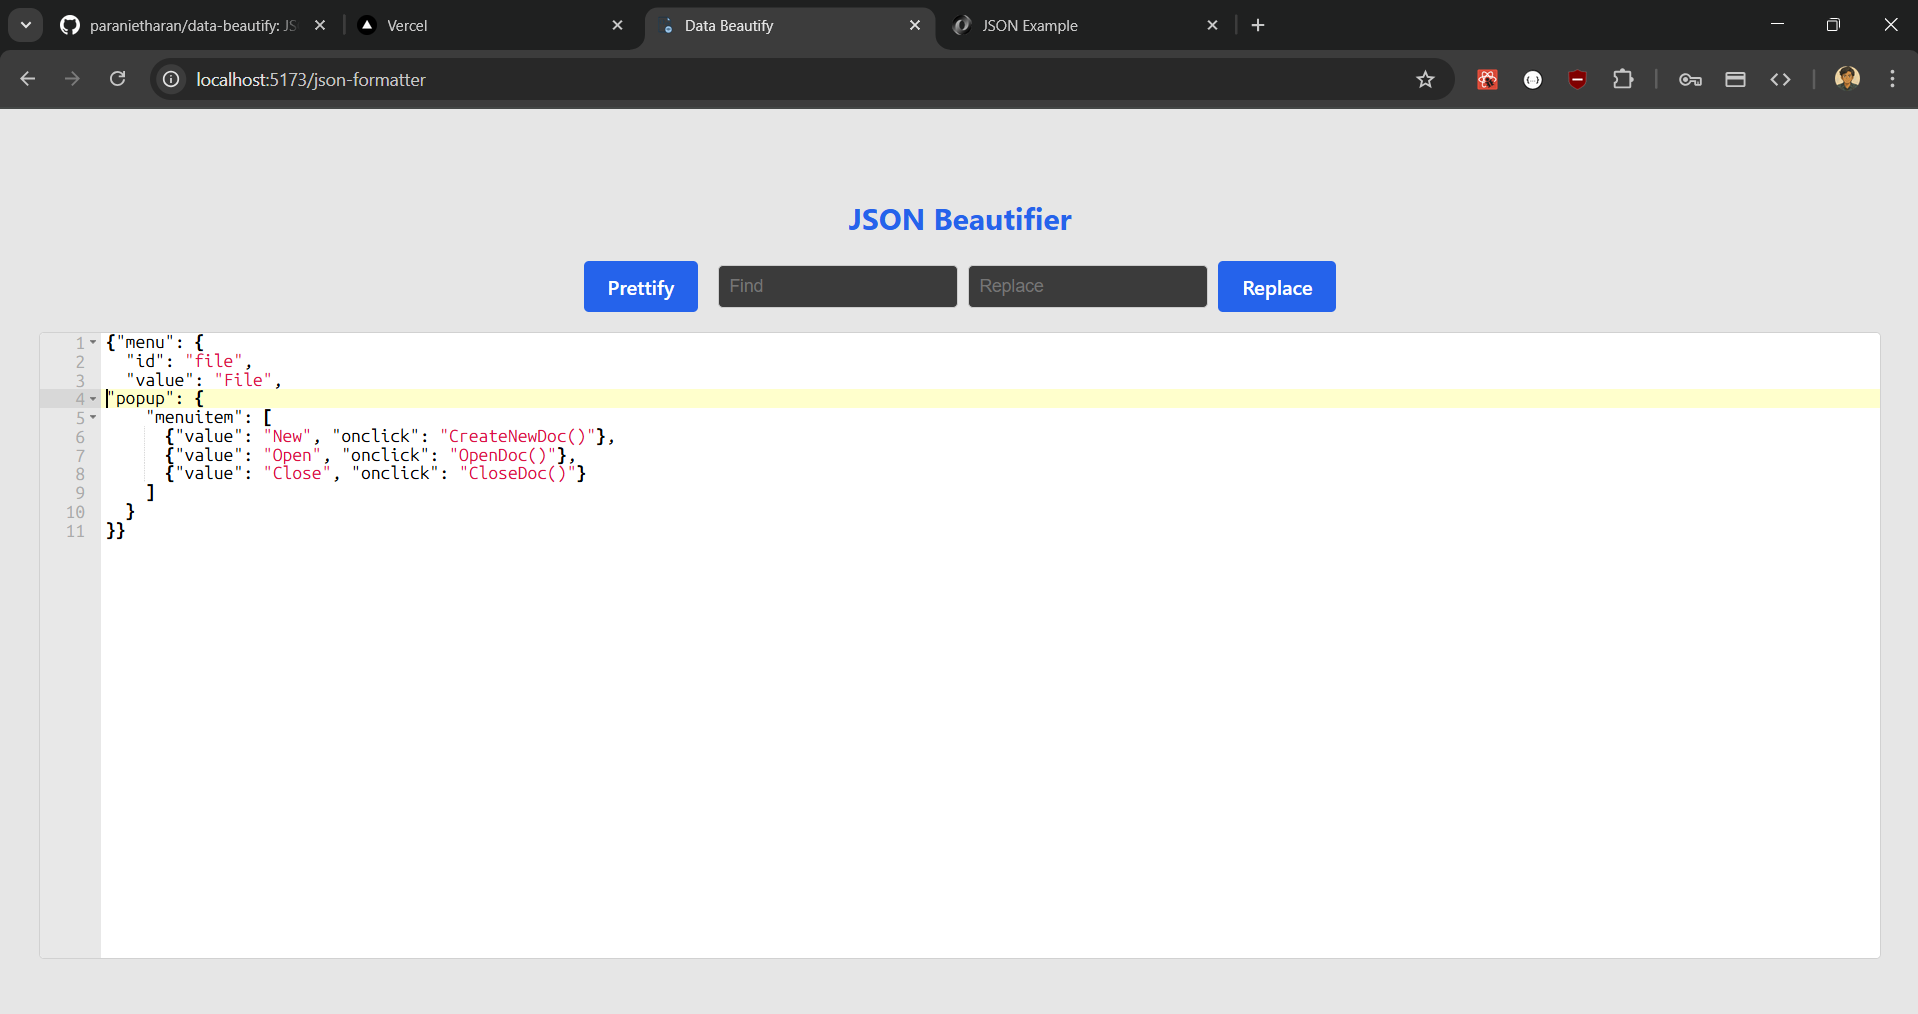 paranietharan/data-beautify: JS
Vercel
Data Beautify
JSON Example
localhost:5173/json-formatter
JSON Beautifier
Prettify
Find
Replace
Replace
1 {"menu": {
2 "id": "file",
3 "value": "File",
4 "popup": {
5 "menuitem": [
6 {"value": "New", "onclick": "CreateNewDoc()"},
7 {"value": "Open", "onclick": "OpenDoc()"},
8 {"value": "Close", "onclick": "CloseDoc()"}
9 ]
10 }
11 }}